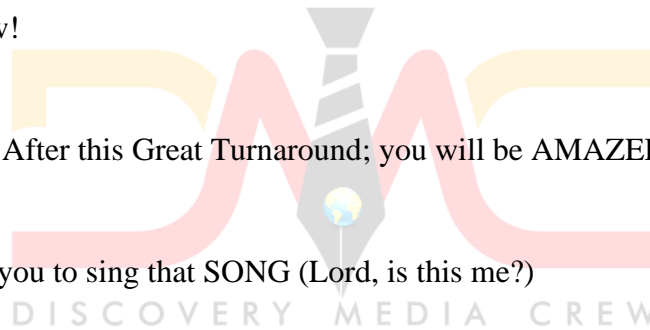 !
After this Great Turnaround; you will be
you to sing that SONG (Lord, is this me?)
DISCOVERY MEDIA CREW